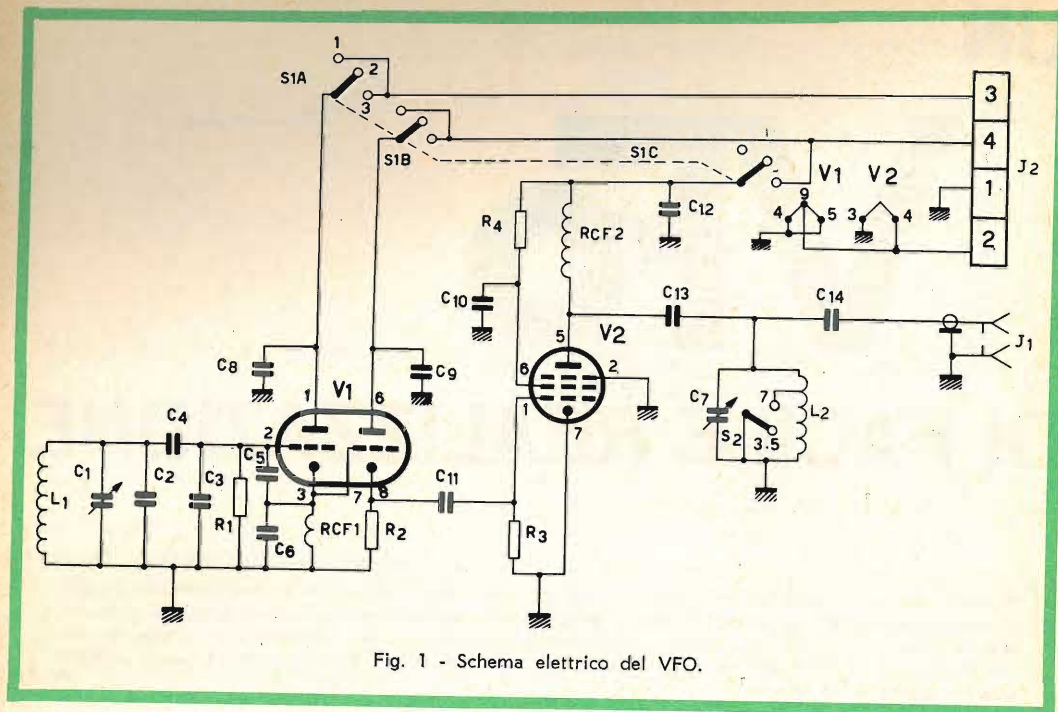 1
S1A
2
3
3
S1B
4
S1C
1
V1
V2
J2
1
9
4
5
3
4
2
R4
RCF2
C12
C10
C13
C14
5
V2
6
2
1
7
J1
C8
C9
1
V1
6
C7
7
L2
S2
3.5
C4
2
C1
C2
C3
C5
L1
R1
3
7
8
C11
C6
RCF1
R2
R3
Fig. 1 - Schema elettrico del VFO.